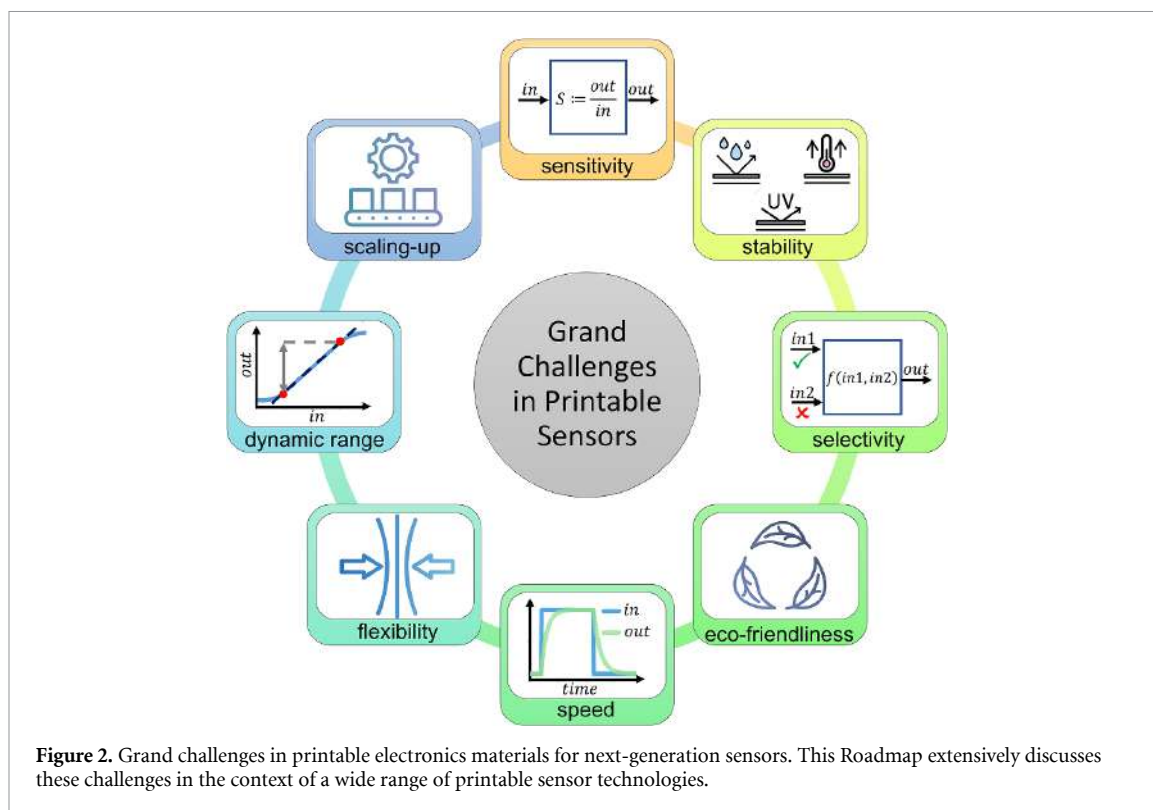 in
S := out/in
out
sensitivity
UV
stability
in1
in2
f(in1, in2)
out
selectivity
eco-friendliness
in
out
time
speed
flexibility
out
in
dynamic range
scaling-up
Grand
Challenges
in Printable
Sensors
Figure 2. Grand challenges in printable electronics materials for next-generation sensors. This Roadmap extensively discusses
these challenges in the context of a wide range of printable sensor technologies.